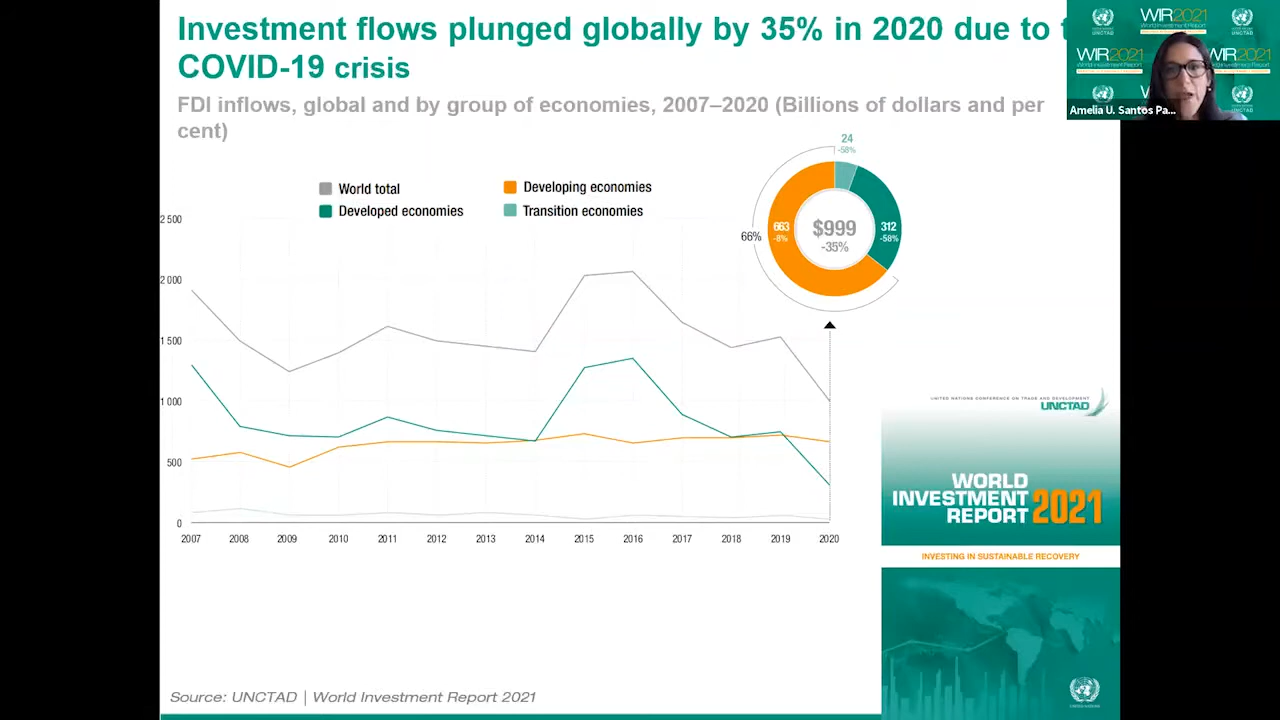 Investment flows plunged globally by 35% in 2020 due to t
COVID-19 crisis
FDI inflows, global and by group of economies, 2007–2020 (Billions of dollars and per
cent)
WIR2021
World Investment Report
UNCTAD
Amelia U. Santos Pa...
World total
Developing economies
Developed economies
Transition economies
24
-58%
663
-8%
312
-58%
$999
-35%
66%
2 500
2 000
1 500
1 000
500
0
2007 2008 2009 2010 2011 2012 2013 2014 2015 2016 2017 2018 2019 2020
UNITED NATIONS CONFERENCE ON TRADE AND DEVELOPMENT
UNCTAD
WORLD
INVESTMENT
REPORT 2021
INVESTING IN SUSTAINABLE RECOVERY
UNITED NATIONS
Source: UNCTAD | World Investment Report 2021